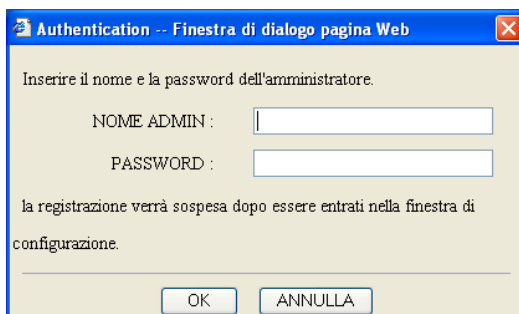 Authentication -- Finestra di dialogo pagina Web
Inserire il nome e la password dell'amministratore.
NOME ADMIN :
PASSWORD :
la registrazione verrà sospesa dopo essere entrati nella finestra di
configurazione.
OK ANNULLA